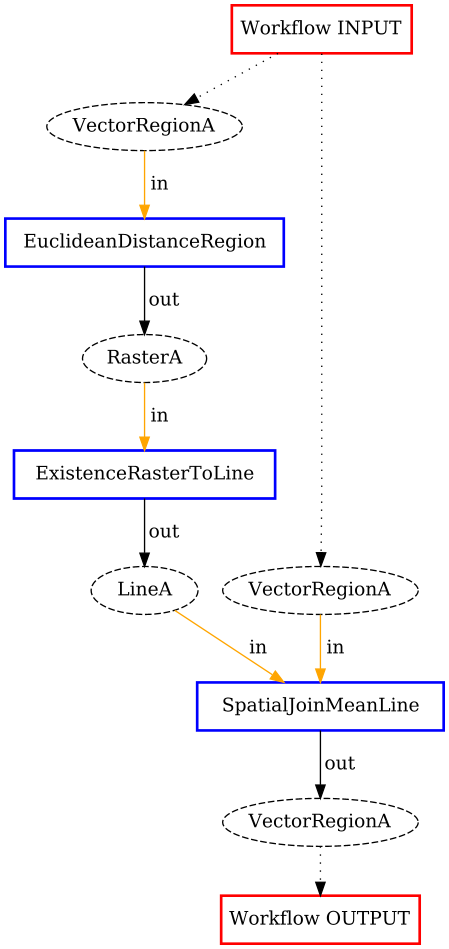 Workflow INPUT
VectorRegionA
in
EuclideanDistanceRegion
out
RasterA
in
ExistenceRasterToLine
out
LineA
VectorRegionA
in
in
SpatialJoinMeanLine
out
VectorRegionA
Workflow OUTPUT